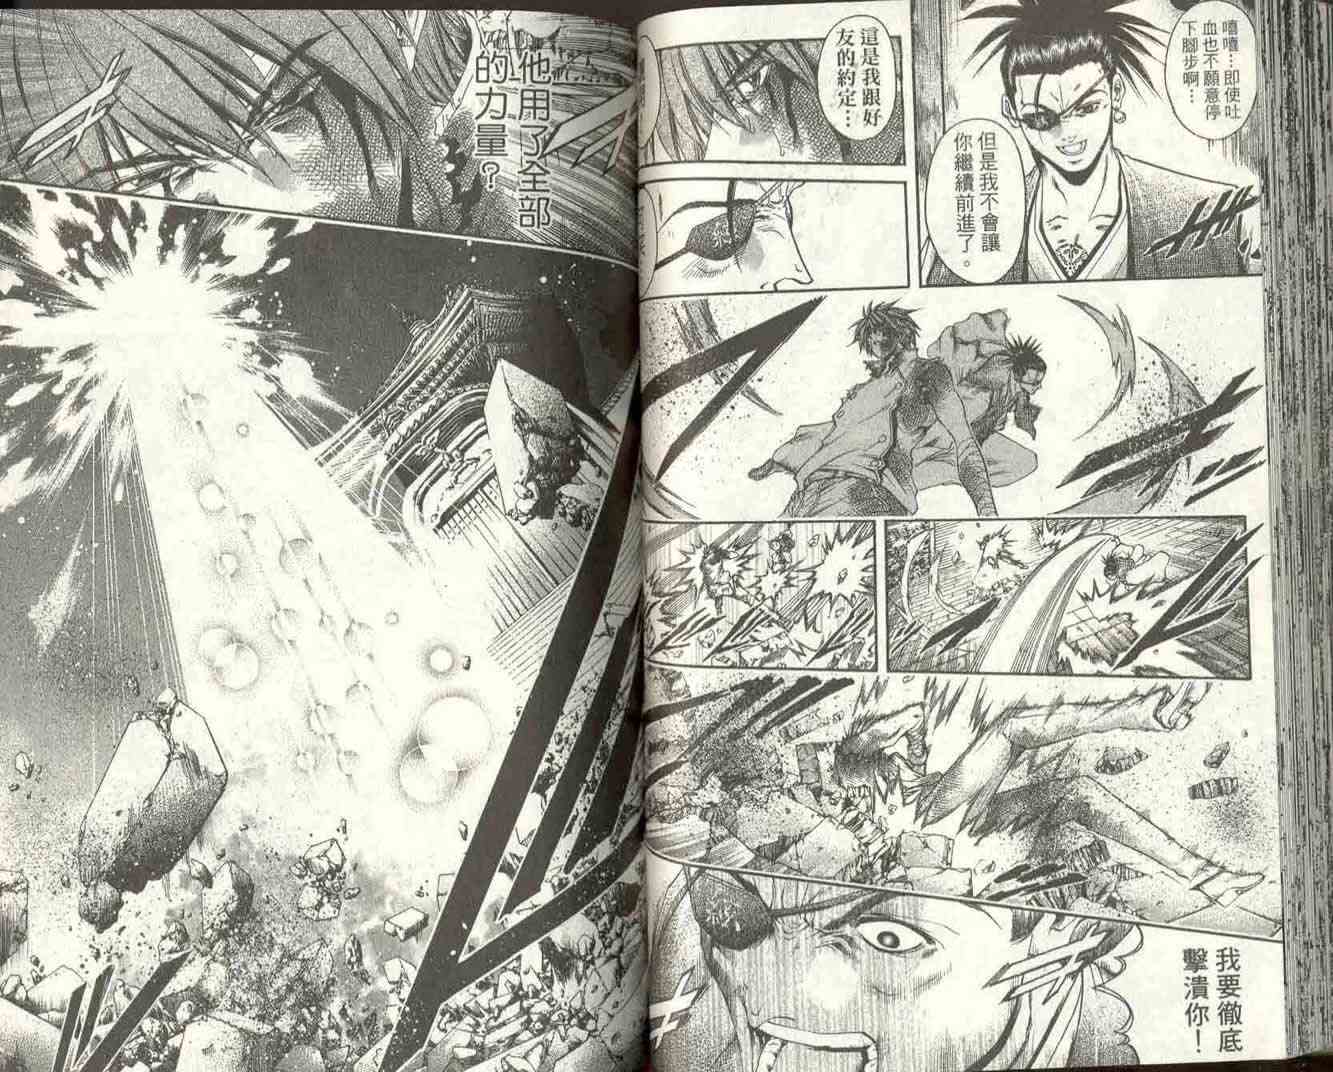 嘻嘻…即使吐
血也不願意停
下腳步啊…
但是我不會讓
你繼續前進了。
這是我跟好
友的約定…
我要徹底
擊潰你！
他用了全部
的力量？